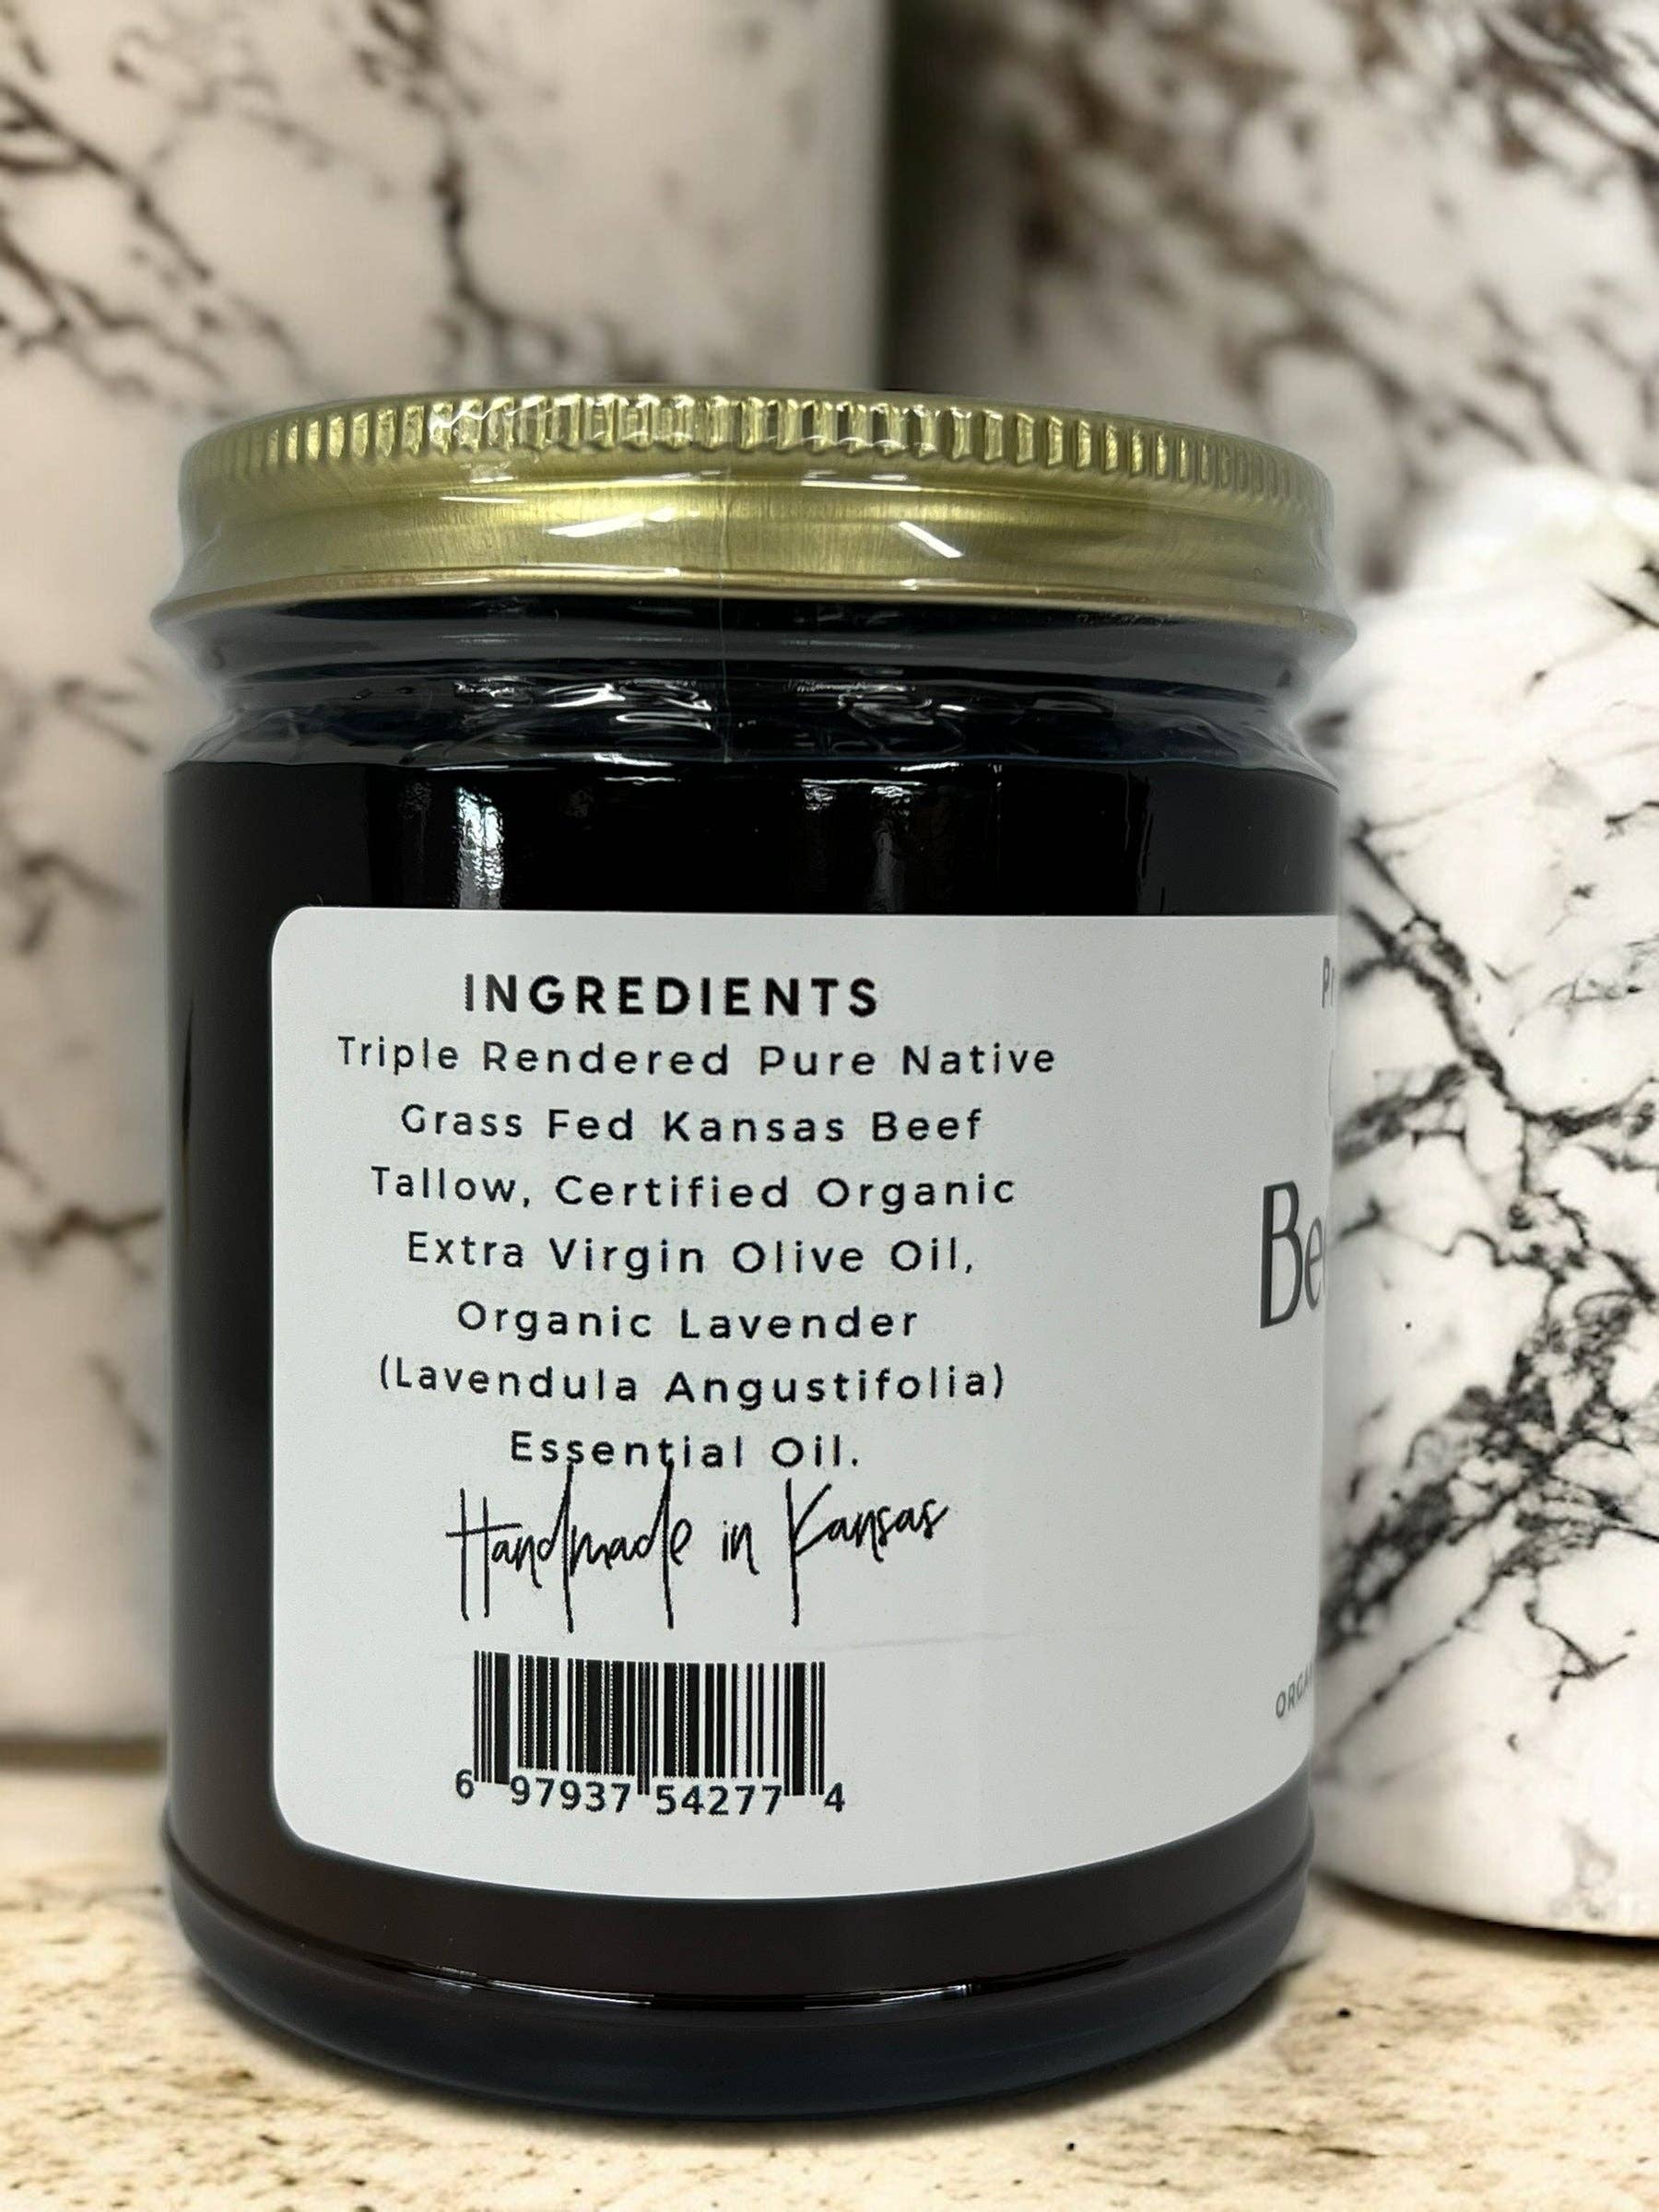 INGREDIENTS
Triple Rendered Pure Native
Grass Fed Kansas Beef
Tallow, Certified Organic
Extra Virgin Olive Oil,
Organic Lavender
(Lavendula Angustifolia)
Essential Oil.
Handmade in Kansas
6 97937 54277 4